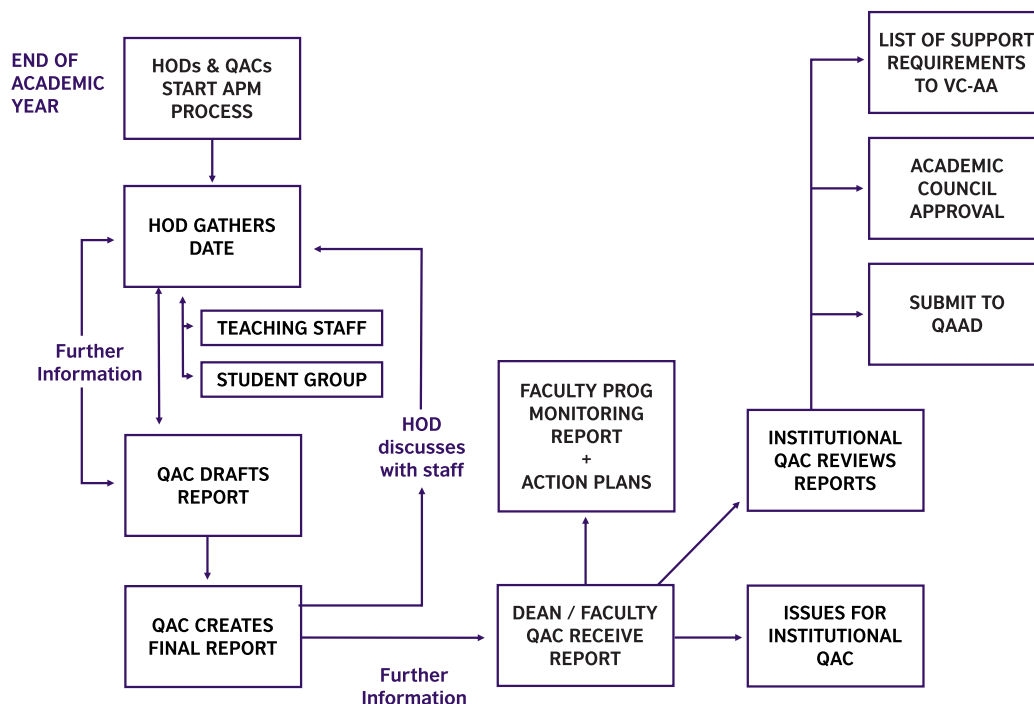 END OF
ACADEMIC
YEAR
HODs & QACs
START APM
PROCESS
HOD GATHERS
DATE
TEACHING STAFF
STUDENT GROUP
Further
Information
QAC DRAFTS
REPORT
QAC CREATES
FINAL REPORT
HOD
discusses
with staff
Further
Information
FACULTY PROG
MONITORING
REPORT
+
ACTION PLANS
DEAN / FACULTY
QAC RECEIVE
REPORT
LIST OF SUPPORT
REQUIREMENTS
TO VC-AA
ACADEMIC
COUNCIL
APPROVAL
SUBMIT TO
QAAD
INSTITUTIONAL
QAC REVIEWS
REPORTS
ISSUES FOR
INSTITUTIONAL
QAC